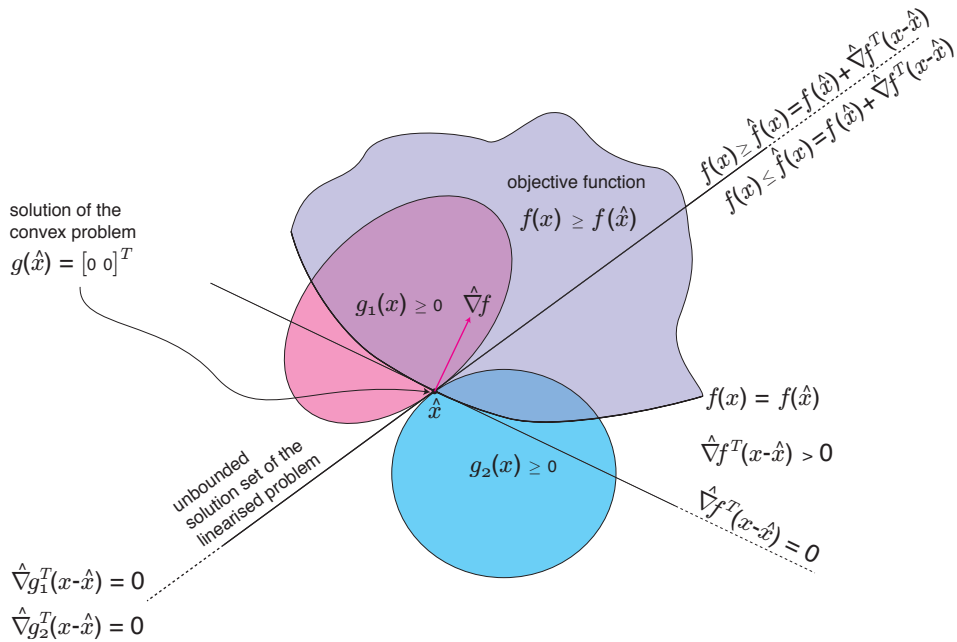 f(x) ≥ f̂(x) = f(x̂) + ∇̂f^T(x-x̂)
f(x) ≤ f̂(x) = f(x̂) + ∇̂f^T(x-x̂)
objective function
f(x) ≥ f(x̂)
solution of the
convex problem
g(x̂) = [0 0]^T
g₁(x) ≥ 0
∇̂f
x̂
f(x) = f(x̂)
∇̂f^T(x-x̂) > 0
g₂(x) ≥ 0
∇̂f^T(x-x̂) = 0
unbounded
solution set of the
linearised problem
∇̂g₁^T(x-x̂) = 0
∇̂g₂^T(x-x̂) = 0